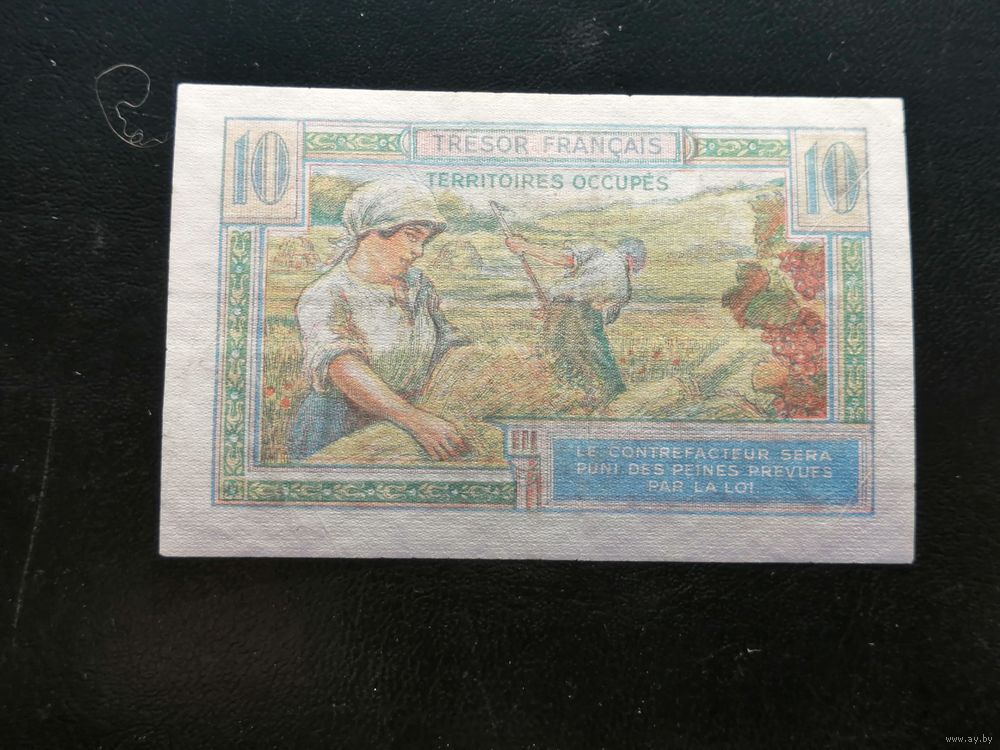 10
TRESOR FRANÇAIS
10
TERRITOIRES OCCUPÉS
LE CONTREFACTEUR SERA
PUNI DES PEINES PREVUES
PAR LA LOI
www.ay.by